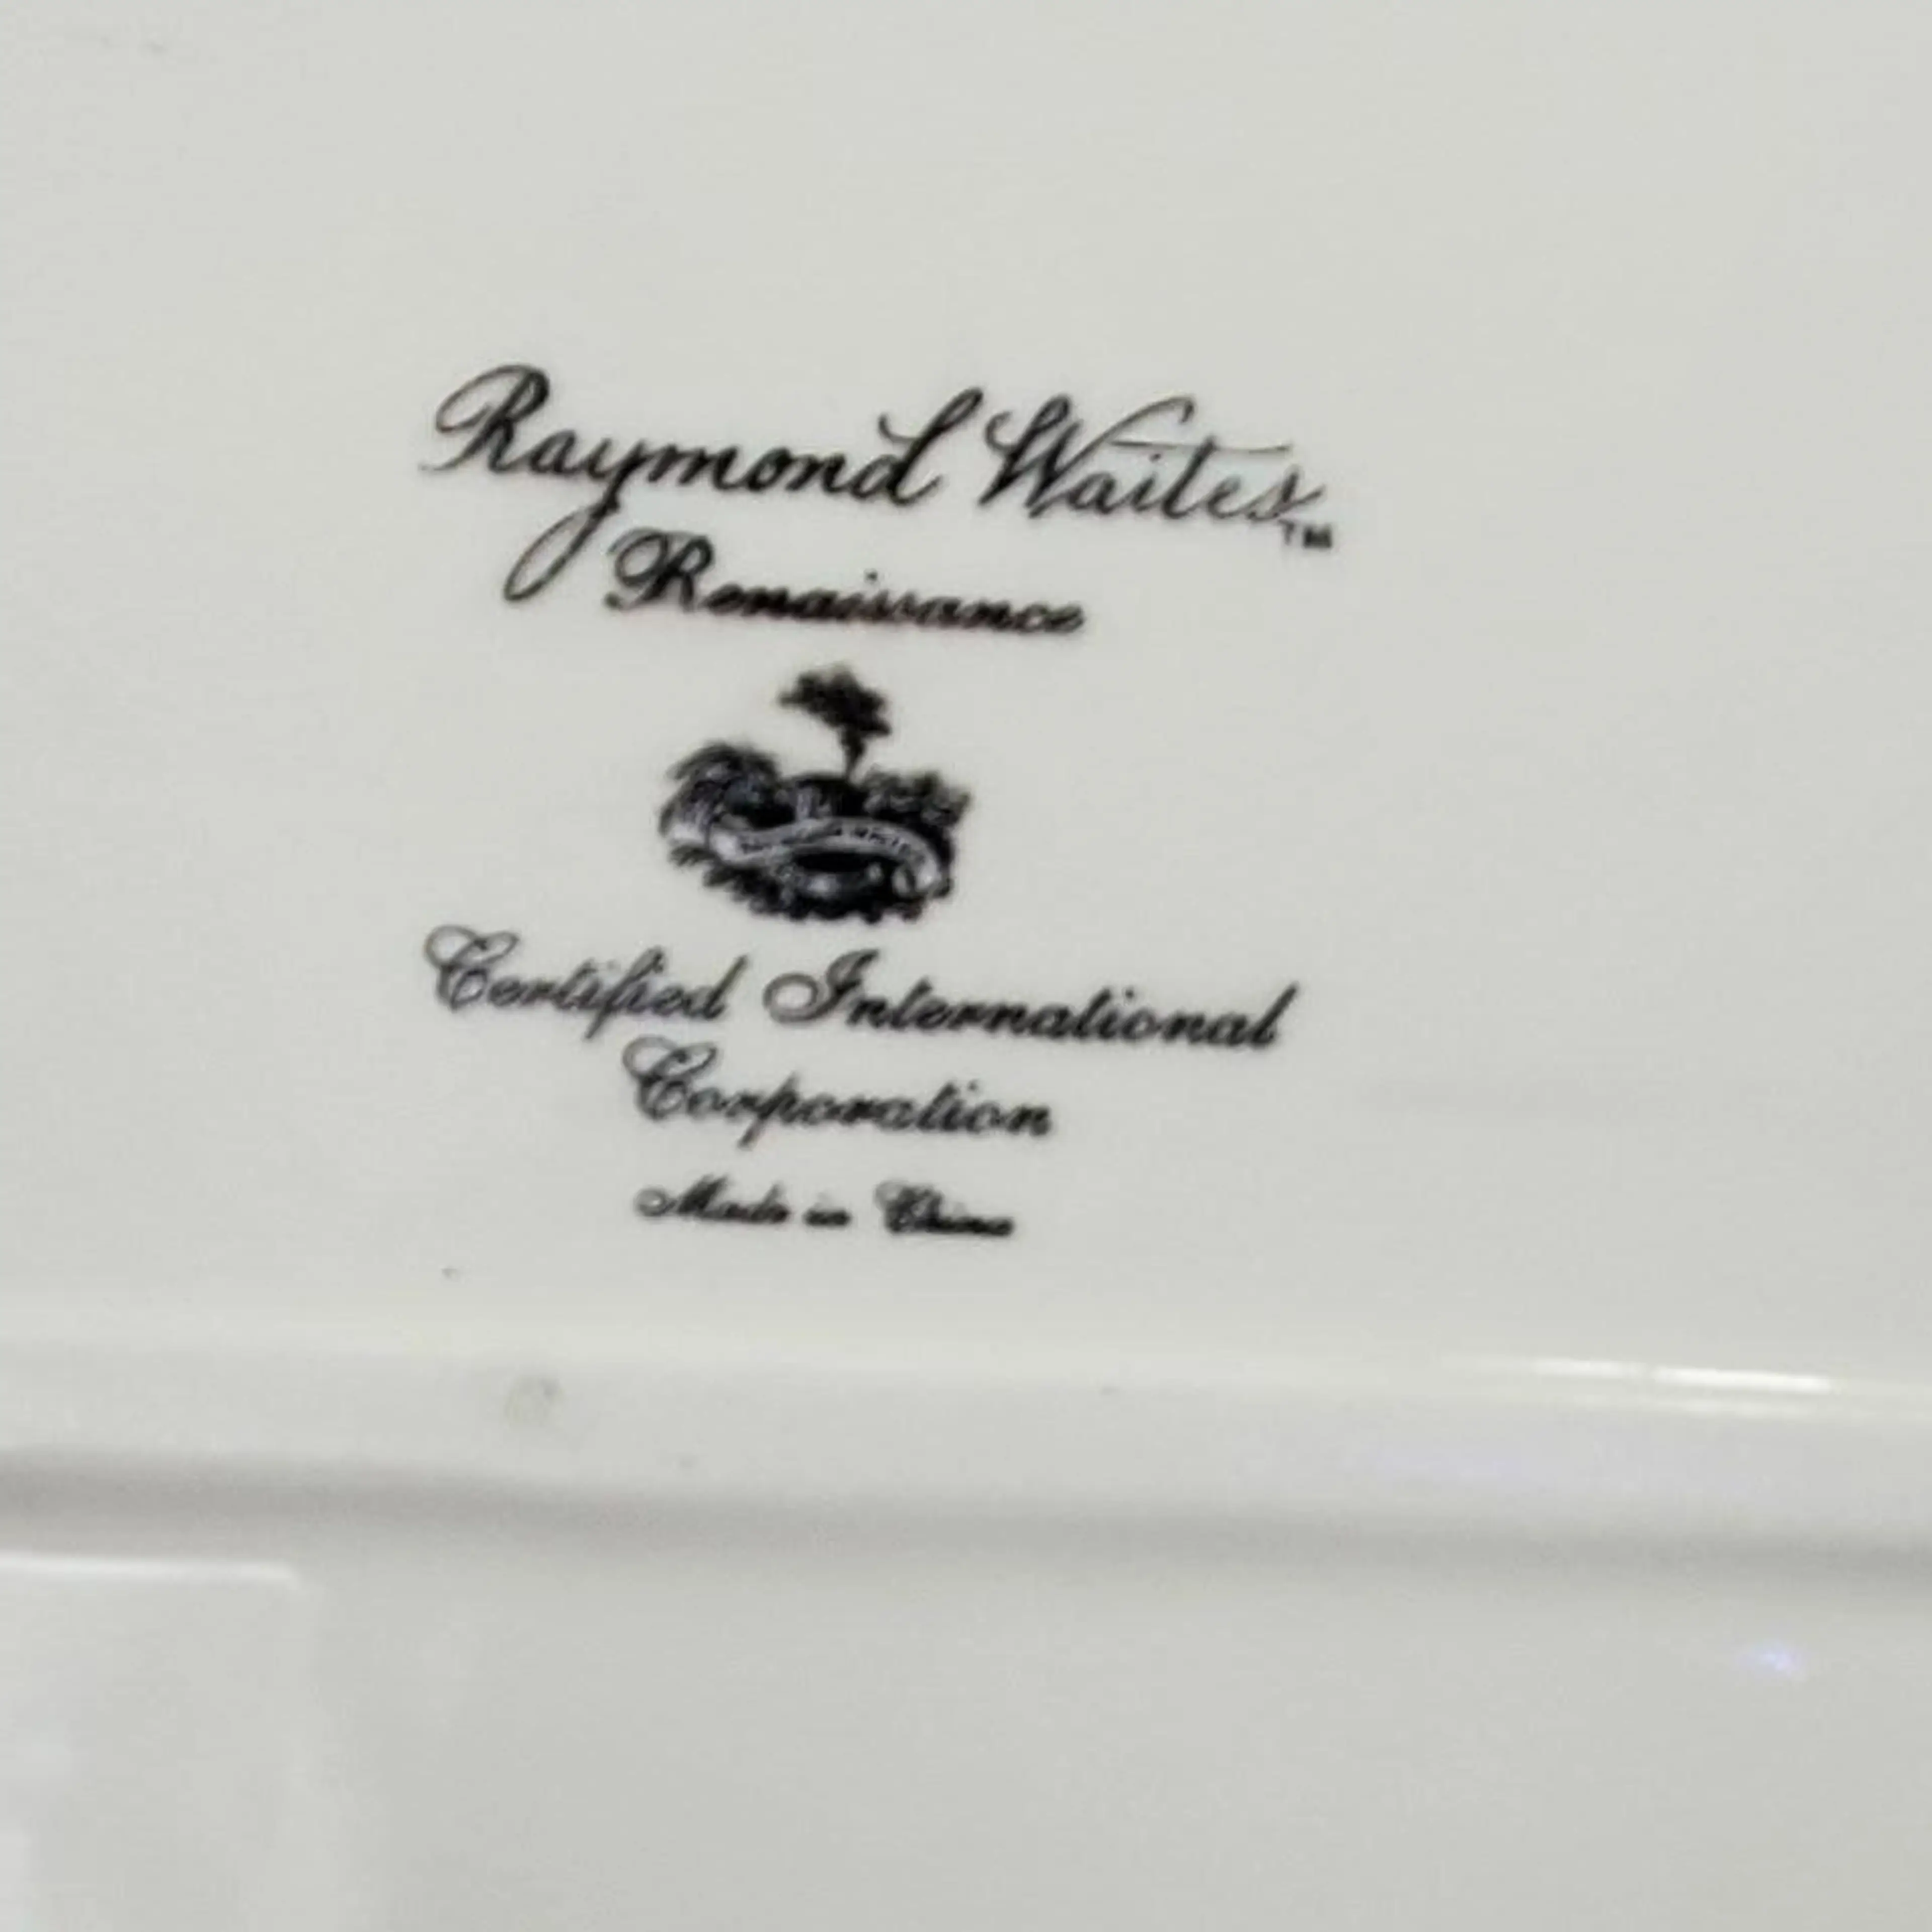 Raymond Waites™
Renaissance
Certified International
Corporation
Made in China